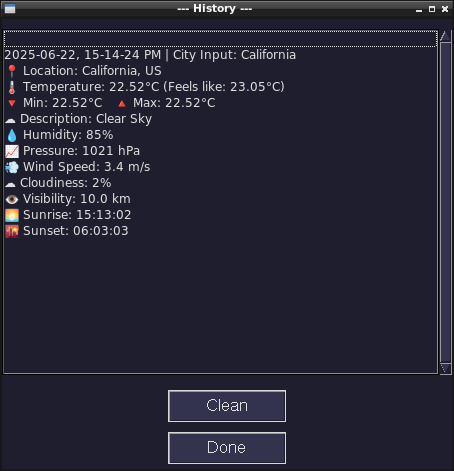 --- History ---
2025-06-22, 15-14-24 PM | City Input: California
📍 Location: California, US
🌡 Temperature: 22.52°C (Feels like: 23.05°C)
🔻 Min: 22.52°C 🔺 Max: 22.52°C
☁ Description: Clear Sky
💧 Humidity: 85%
📈 Pressure: 1021 hPa
💨 Wind Speed: 3.4 m/s
☁ Cloudiness: 2%
👁 Visibility: 10.0 km
🌅 Sunrise: 15:13:02
🌇 Sunset: 06:03:03
Clean
Done